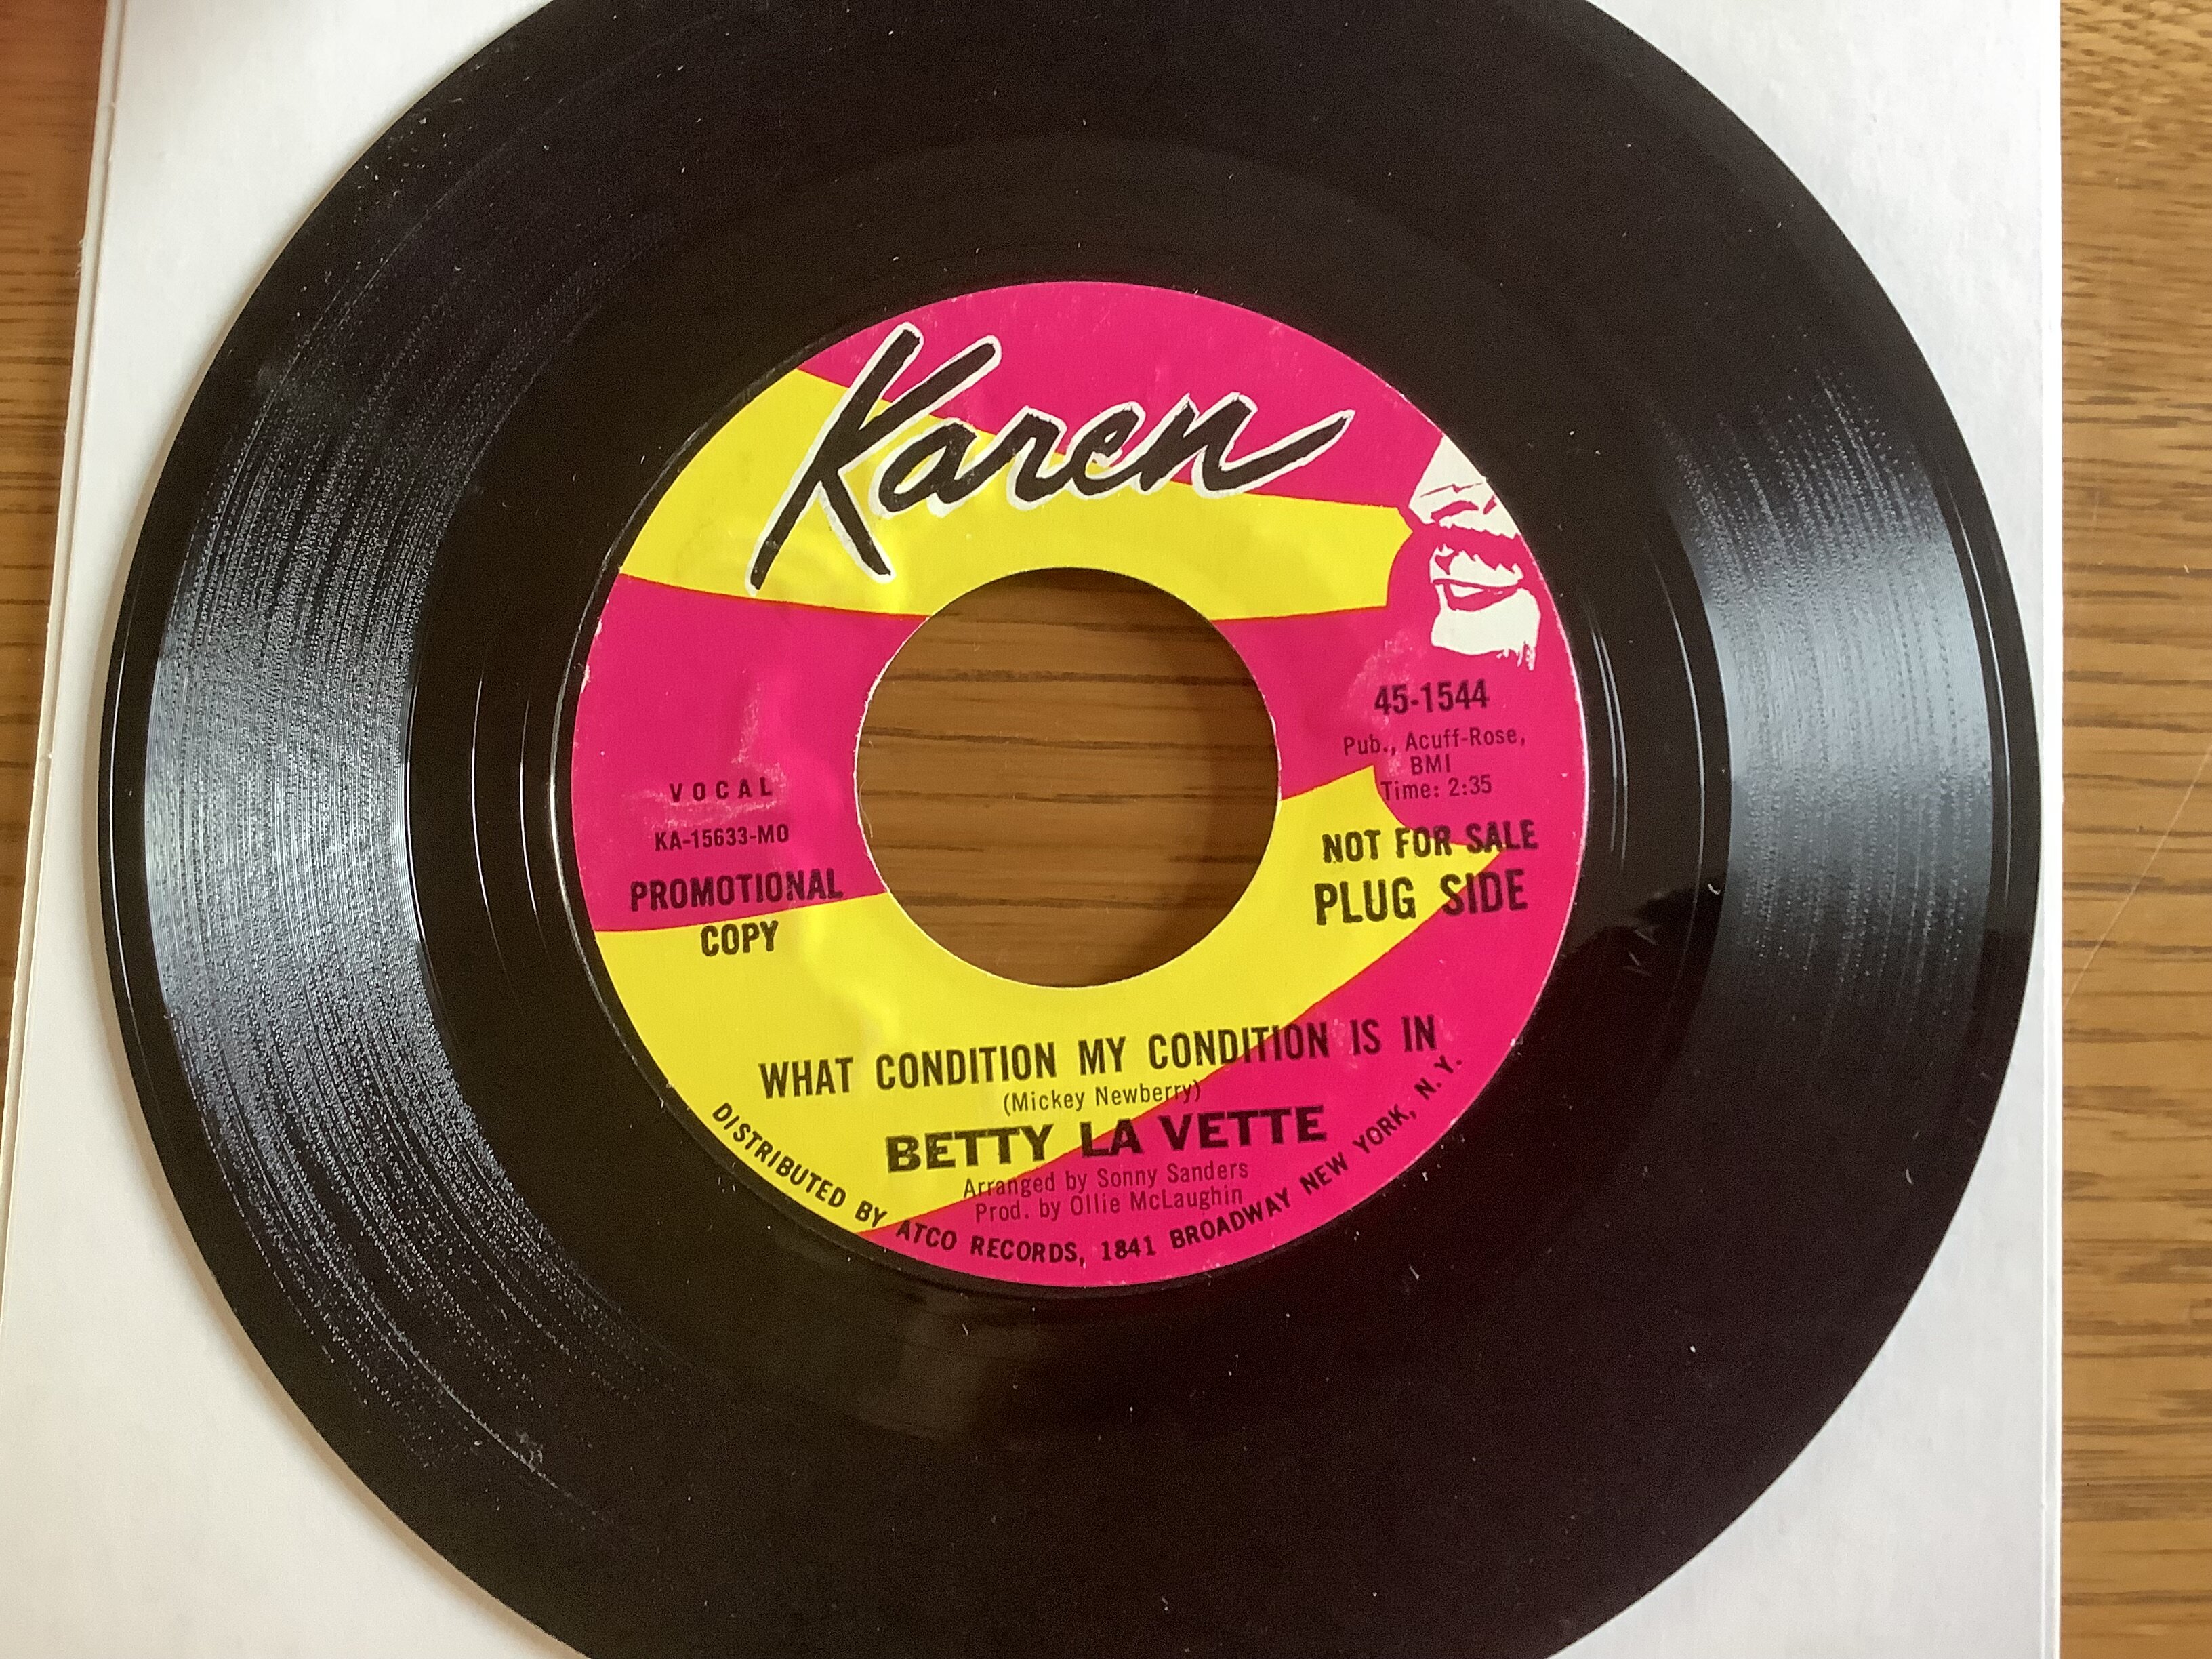 Karen
45-1544
Pub., Acuff-Rose,
BMI
Time: 2:35
VOCAL
KA-15633-MO
PROMOTIONAL
COPY
NOT FOR SALE
PLUG SIDE
WHAT CONDITION MY CONDITION IS IN
(Mickey Newberry)
BETTY LA VETTE
Arranged by Sonny Sanders
Prod. by Ollie McLaughin
DISTRIBUTED BY ATCO RECORDS, 1841 BROADWAY NEW YORK, N.Y.